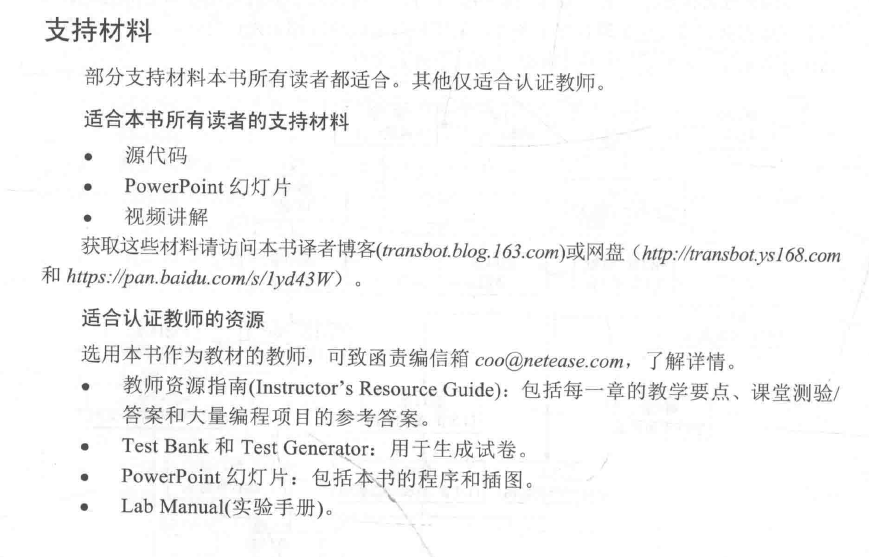 支持材料
部分支持材料本书所有读者都适合。其他仅适合认证教师。
适合本书所有读者的支持材料
● 源代码
● PowerPoint 幻灯片
● 视频讲解
获取这些材料请访问本书译者博客(transbot.blog.163.com)或网盘（http://transbot.ys168.com
和 https://pan.baidu.com/s/1yd43W）。
适合认证教师的资源
选用本书作为教材的教师，可致函责编信箱 coo@netease.com，了解详情。
● 教师资源指南(Instructor's Resource Guide)：包括每一章的教学要点、课堂测验/
答案和大量编程项目的参考答案。
● Test Bank 和 Test Generator：用于生成试卷。
● PowerPoint 幻灯片：包括本书的程序和插图。
● Lab Manual(实验手册)。